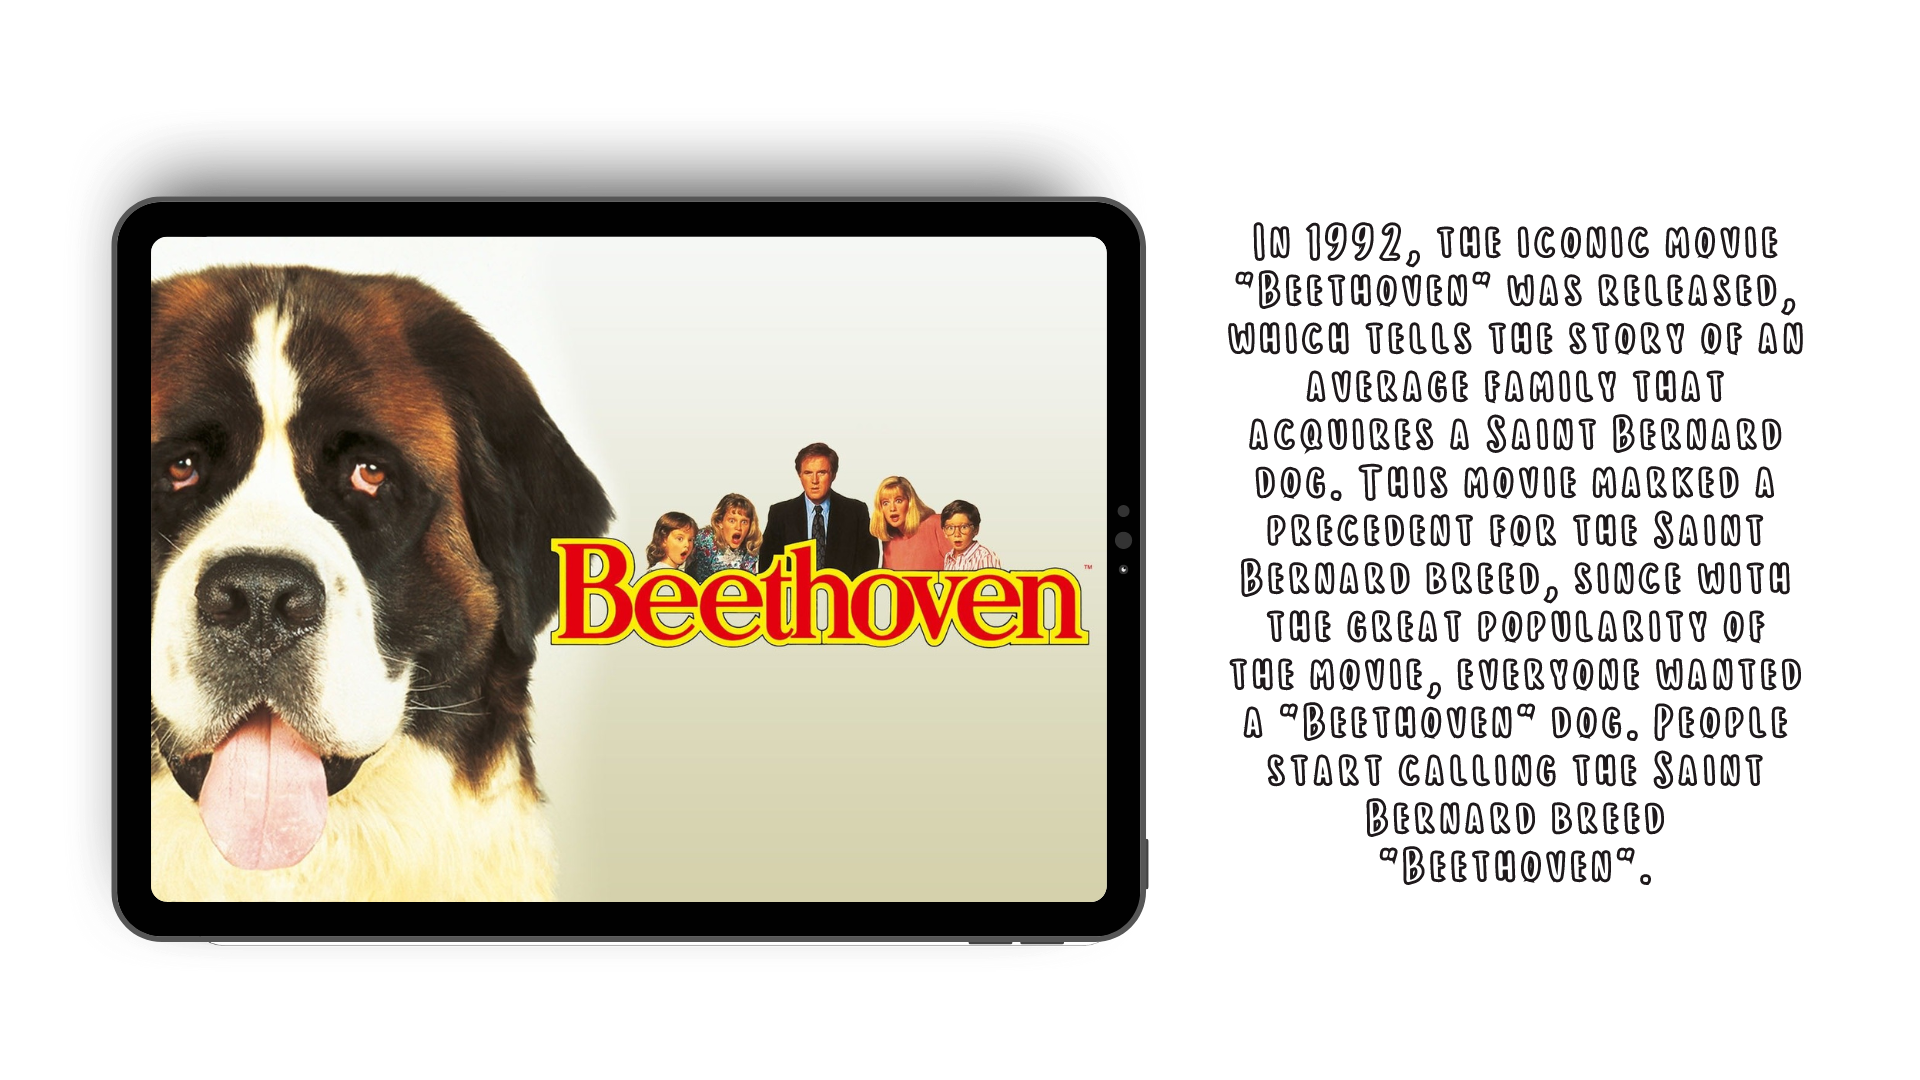 Beethoven™
In 1992, the iconic movie
"Beethoven" was released,
which tells the story of an
average family that
acquires a Saint Bernard
dog. This movie marked a
precedent for the Saint
Bernard breed, since with
the great popularity of
the movie, everyone wanted
a "Beethoven" dog. People
start calling the Saint
Bernard breed
"Beethoven".